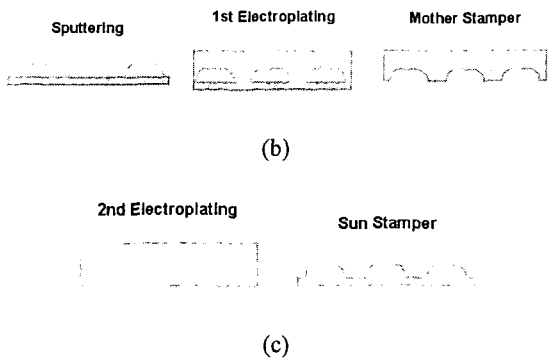 Sputtering
1st Electroplating
Mother Stamper
(b)
2nd Electroplating
Sun Stamper
(c)